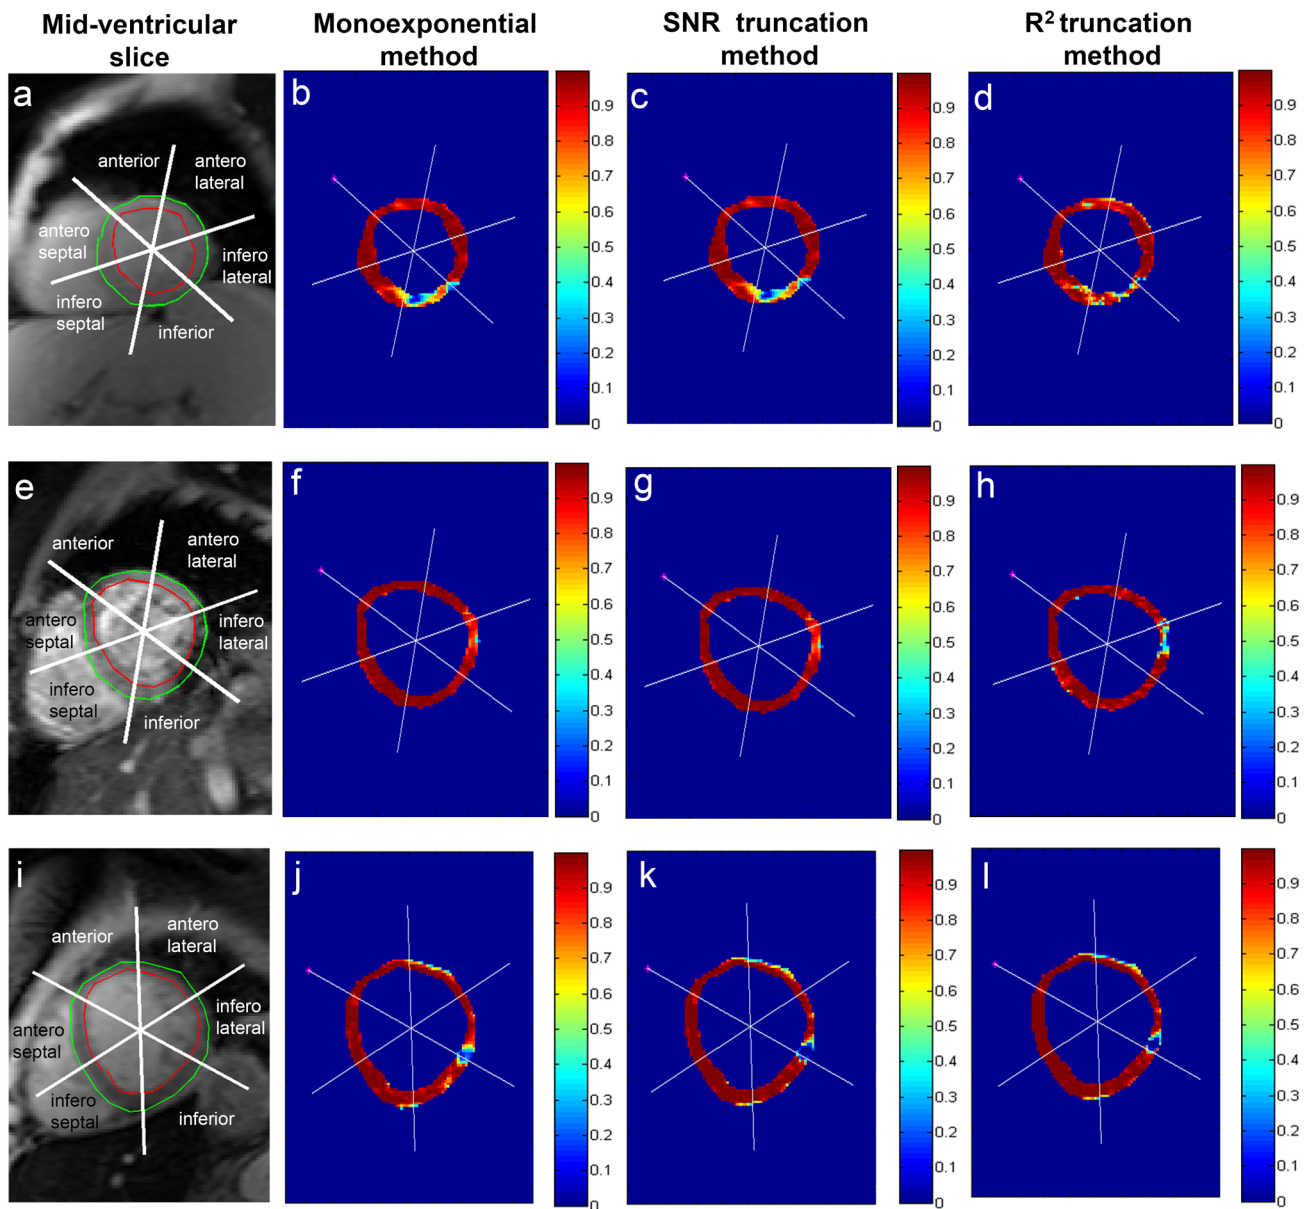 Mid-ventricular
slice
Monoexponential
method
SNR truncation
method
R² truncation
method
a
anterior
antero
lateral
antero
septal
infero
lateral
infero
septal
inferior
b
0.9
0.8
0.7
0.6
0.5
0.4
0.3
0.2
0.1
0
c
0.9
0.8
0.7
0.6
0.5
0.4
0.3
0.2
0.1
0
d
0.9
0.8
0.7
0.6
0.5
0.4
0.3
0.2
0.1
0
e
anterior
antero
lateral
antero
septal
infero
lateral
infero
septal
inferior
f
0.9
0.8
0.7
0.6
0.5
0.4
0.3
0.2
0.1
0
g
0.9
0.8
0.7
0.6
0.5
0.4
0.3
0.2
0.1
0
h
0.9
0.8
0.7
0.6
0.5
0.4
0.3
0.2
0.1
0
i
anterior
antero
lateral
antero
septal
infero
lateral
infero
septal
inferior
j
0.9
0.8
0.7
0.6
0.5
0.4
0.3
0.2
0.1
0
k
0.9
0.8
0.7
0.6
0.5
0.4
0.3
0.2
0.1
0
l
0.9
0.8
0.7
0.6
0.5
0.4
0.3
0.2
0.1
0